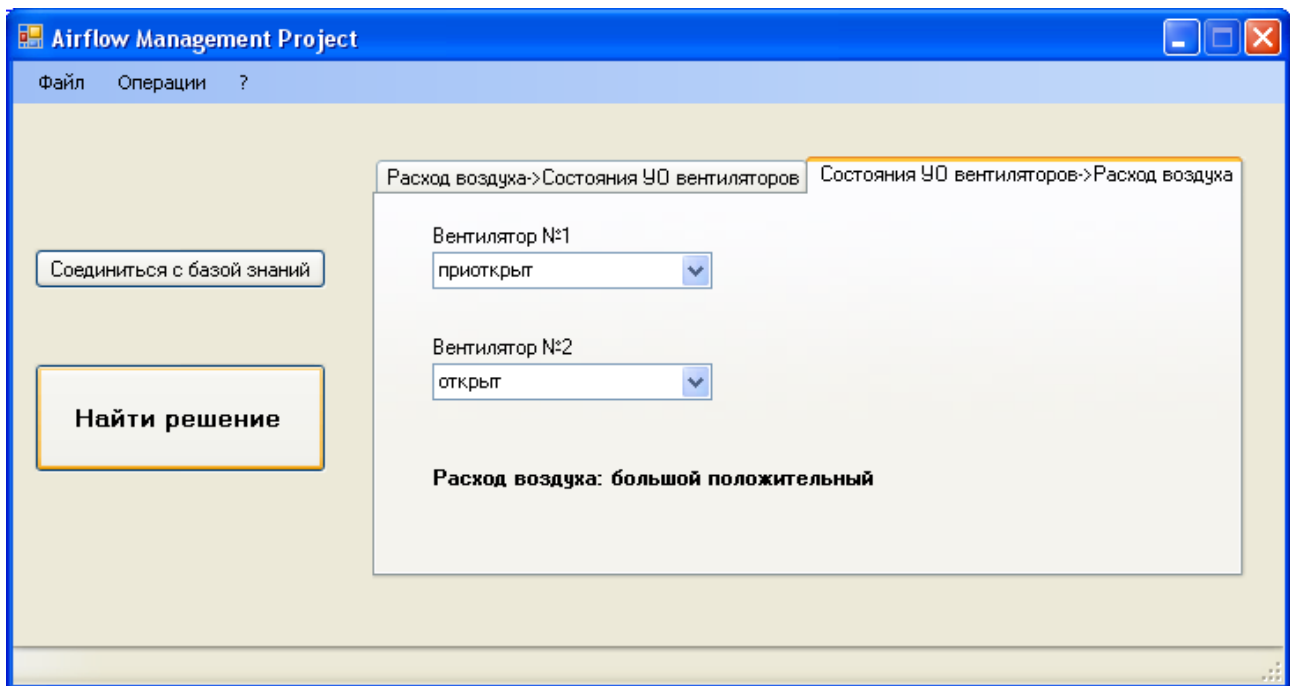 Airflow Management Project
Файл Операции ?
Расход воздуха->Состояния УО вентиляторов Состояния УО вентиляторов->Расход воздуха
Вентилятор №1
Соединиться с базой знаний приоткрыт
Вентилятор №2
открыт
Найти решение
Расход воздуха: большой положительный